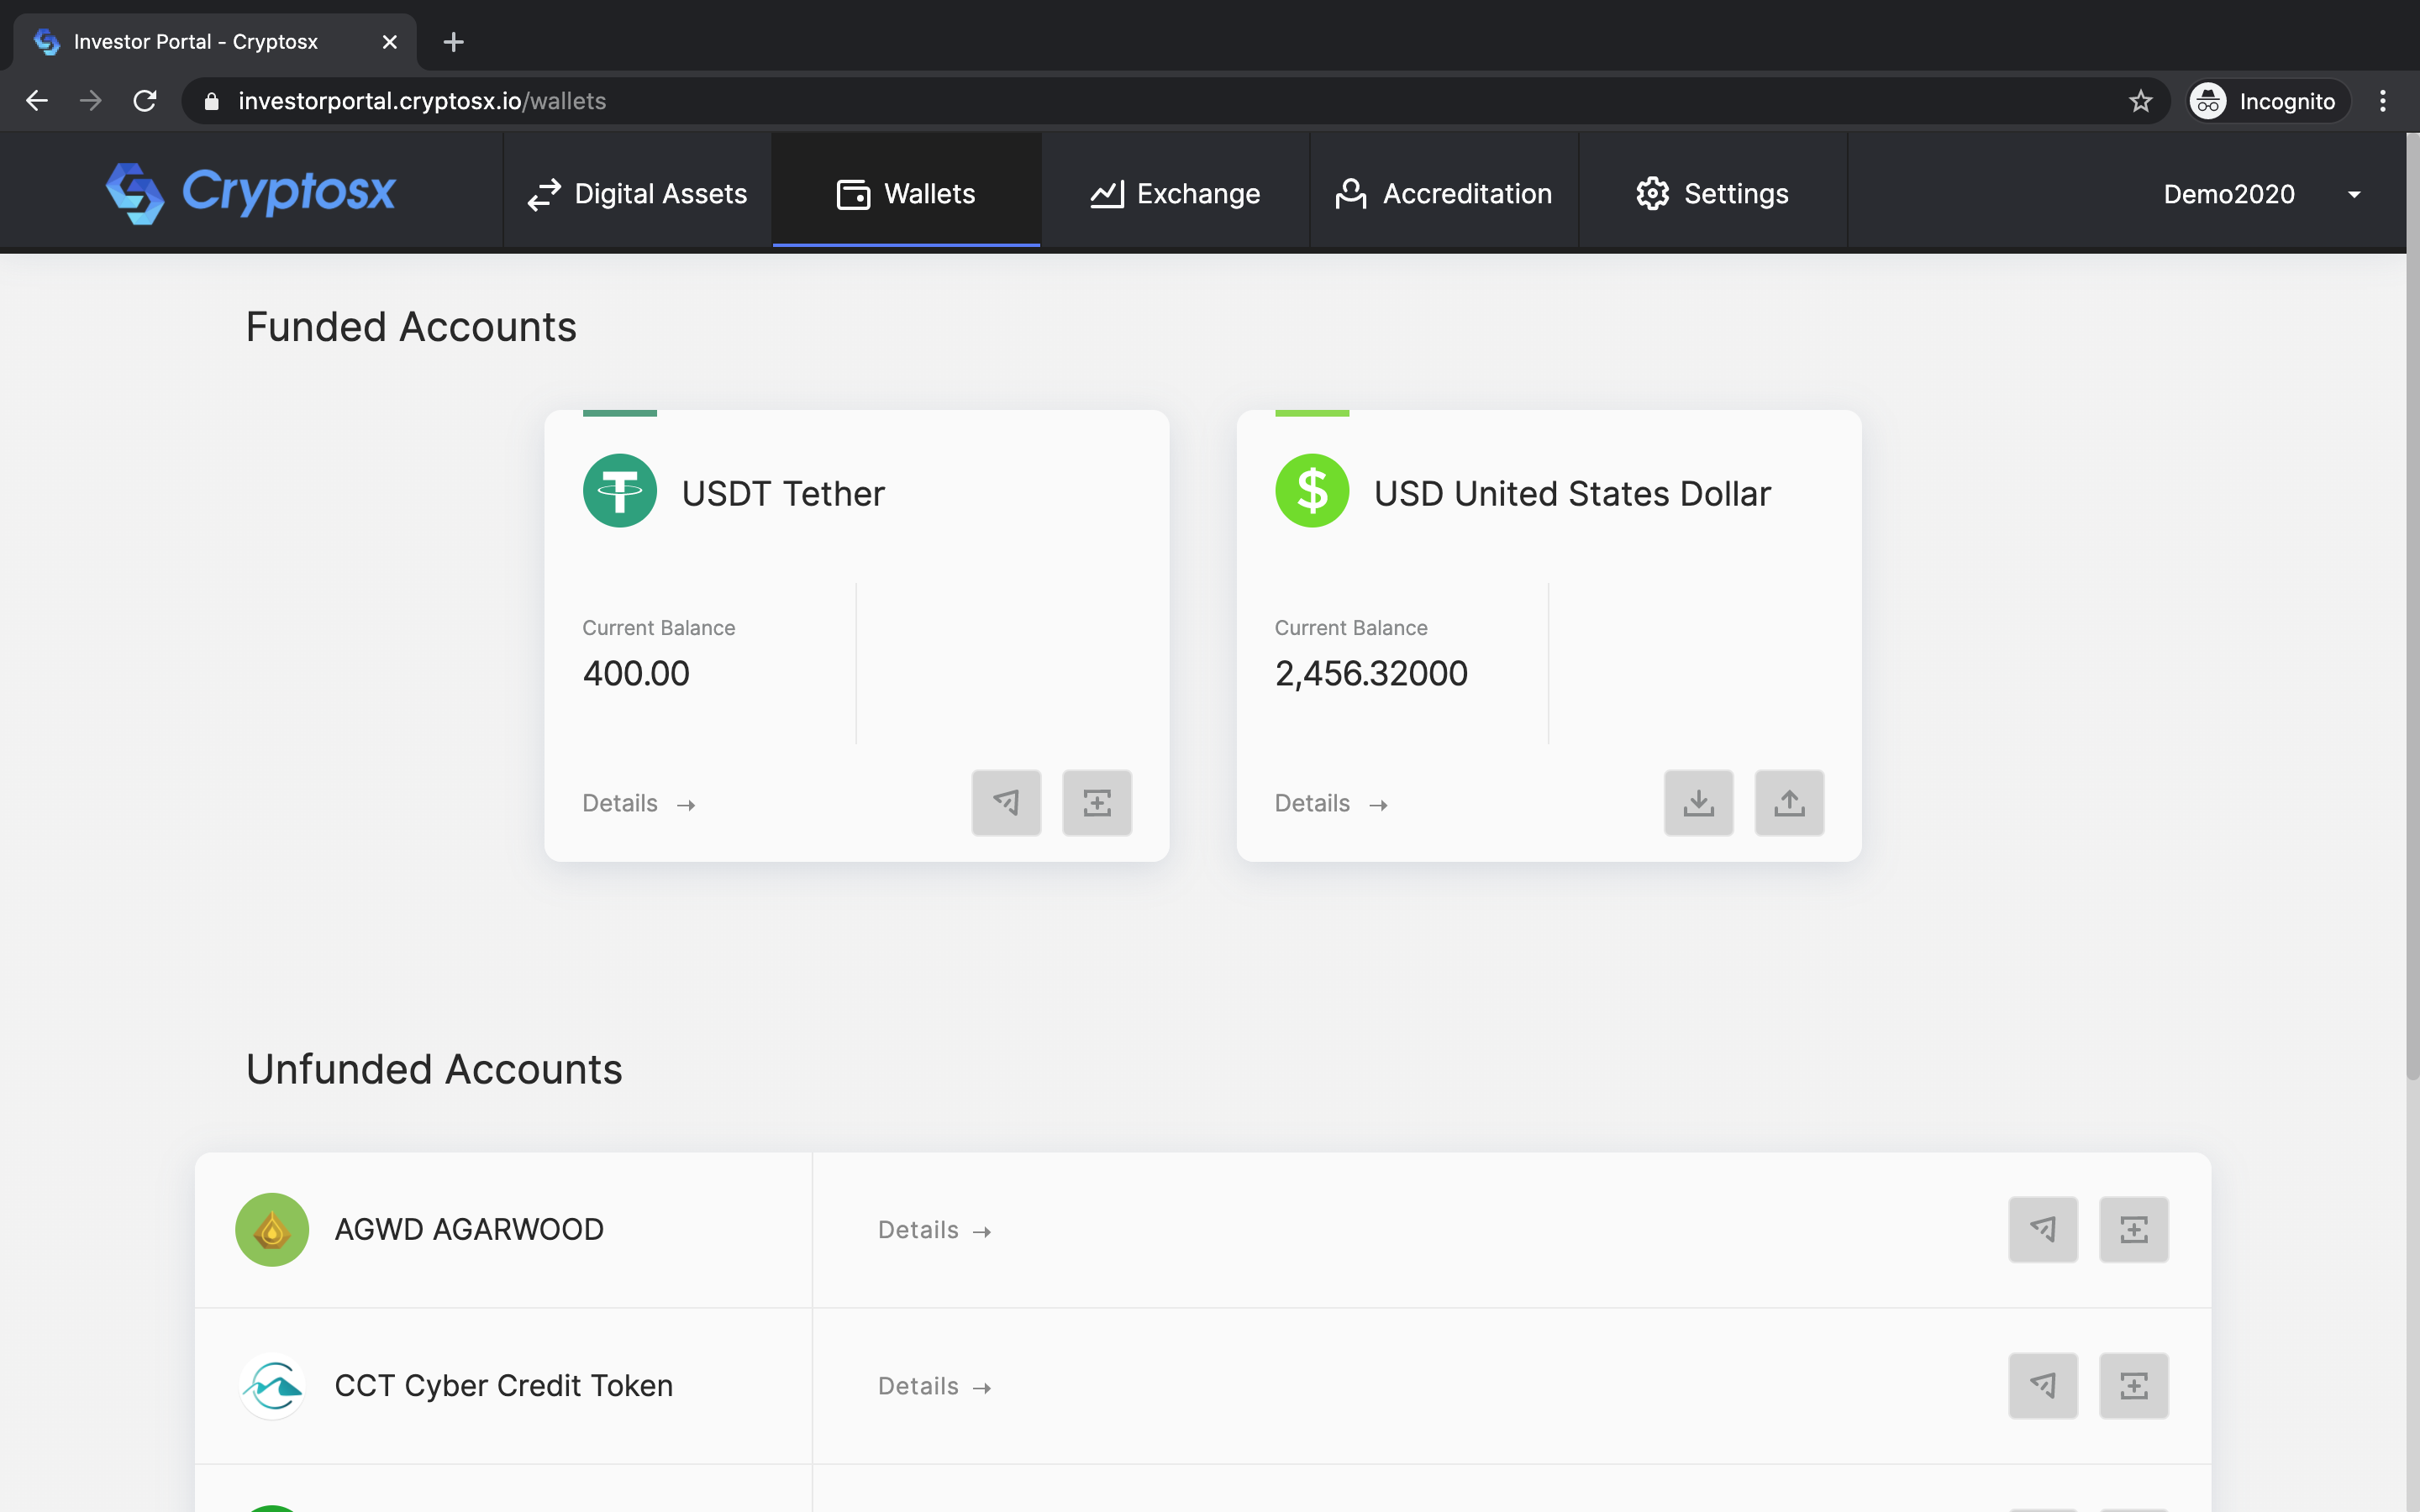 Investor Portal - Cryptosx
investorportal.cryptosx.io/wallets
Incognito
Cryptosx
Digital Assets
Wallets
Exchange
Accreditation
Settings
Demo2020
Funded Accounts
USDT Tether
Current Balance
400.00
Details →
USD United States Dollar
Current Balance
2,456.32000
Details →
Unfunded Accounts
AGWD AGARWOOD
Details →
CCT Cyber Credit Token
Details →